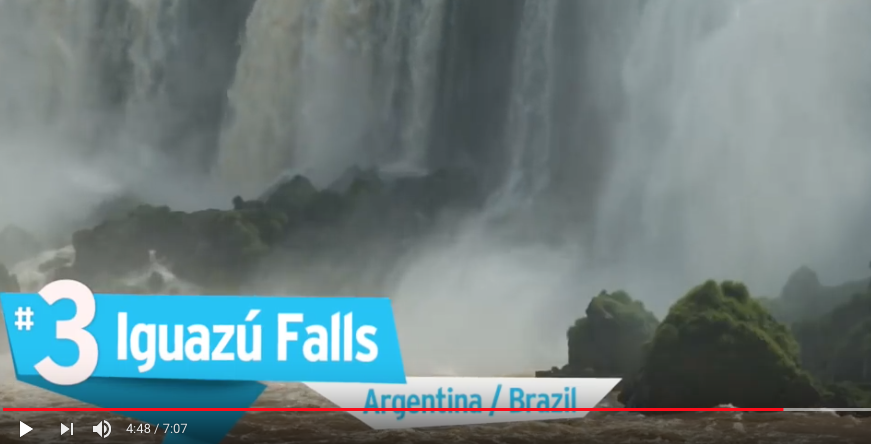 #3 Iguazú Falls
Argentina / Brazil
4:48 / 7:07